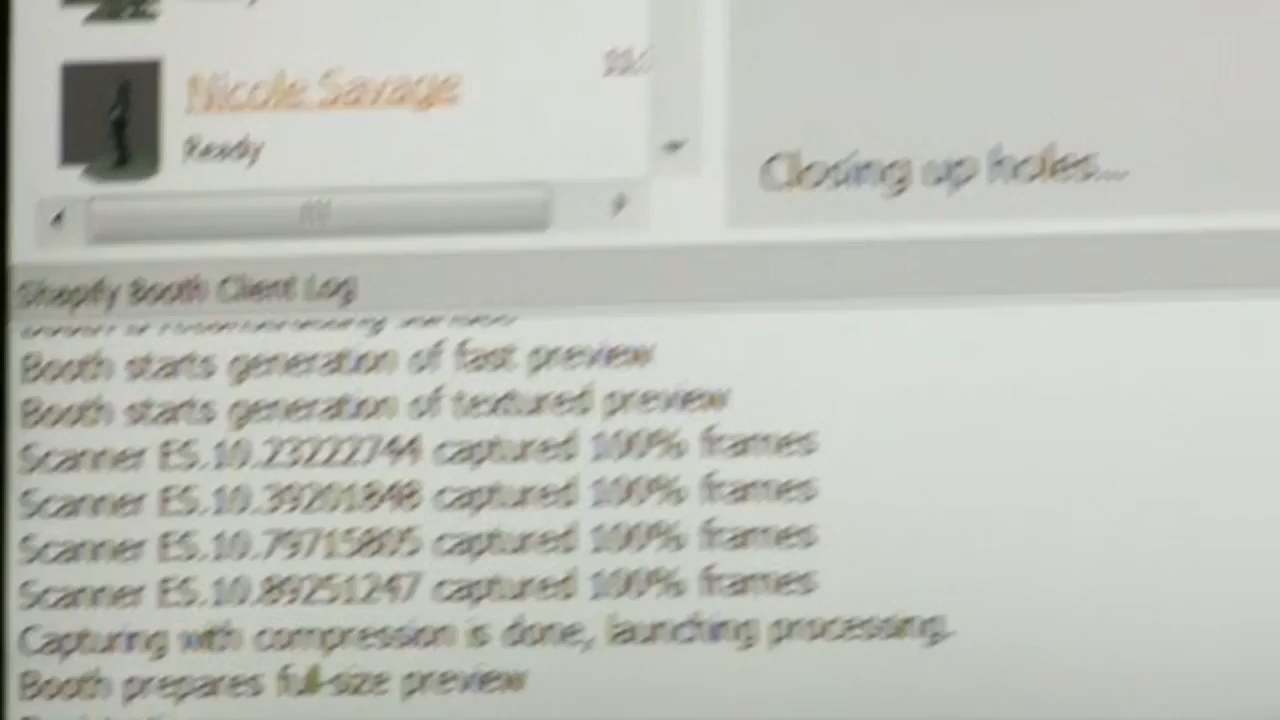 Nicole Savage
Ready
Closing up holes...
Shapify Booth Client Log
Booth starts generation of fast preview
Booth starts generation of textured preview
Scanner ES.10.23222744 captured 100% frames
Scanner ES.10.39201848 captured 100% frames
Scanner ES.10.79715805 captured 100% frames
Scanner ES.10.89251247 captured 100% frames
Capturing with compression is done, launching processing.
Booth prepares full-size preview